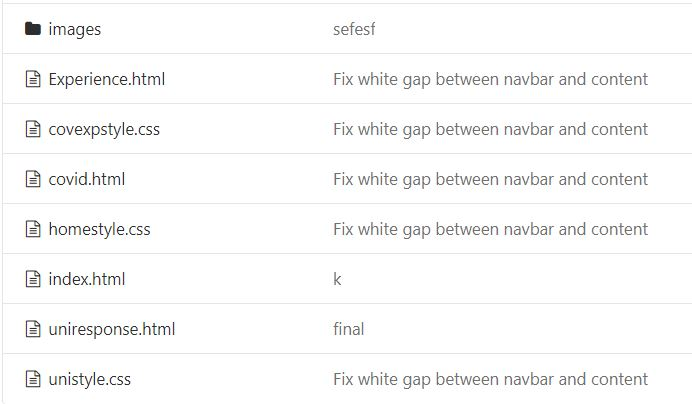 images sefesf
Experience.html Fix white gap between navbar and content
covexpstyle.css Fix white gap between navbar and content
covid.html Fix white gap between navbar and content
homestyle.css Fix white gap between navbar and content
index.html k
uniresponse.html final
unistyle.css Fix white gap between navbar and content